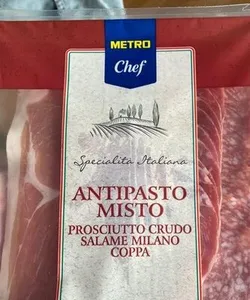 METRO
Chef
Specialità Italiana
ANTIPASTO
MISTO
PROSCIUTTO CRUDO
SALAME MILANO
COPPA